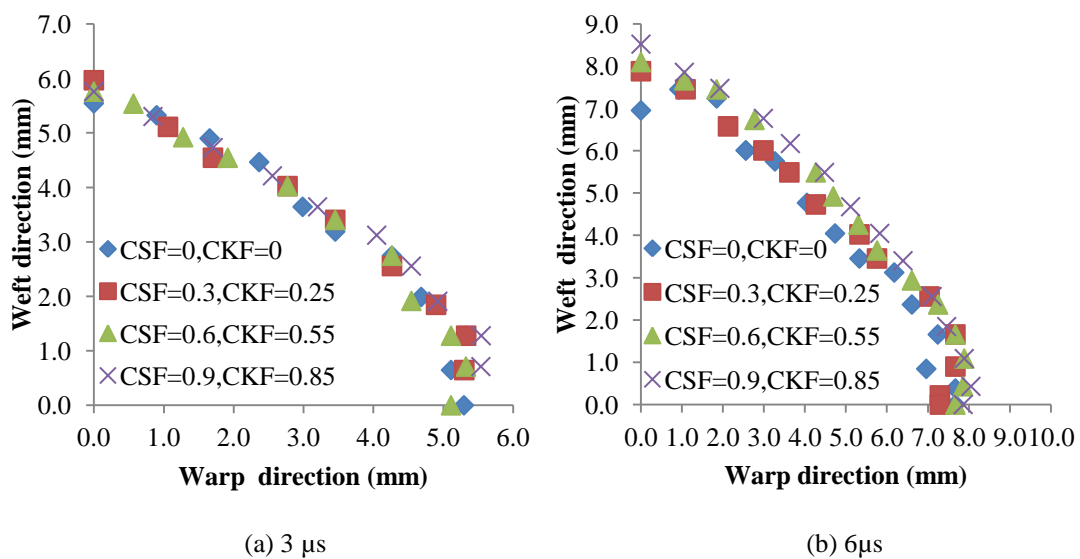 7.0
6.0
5.0
4.0
3.0
2.0
1.0
0.0
Weft direction (mm)
CSF=0,CKF=0
CSF=0.3,CKF=0.25
CSF=0.6,CKF=0.55
CSF=0.9,CKF=0.85
0.0 1.0 2.0 3.0 4.0 5.0 6.0
Warp direction (mm)
(a) 3 μs
9.0
8.0
7.0
6.0
5.0
4.0
3.0
2.0
1.0
0.0
Weft direction (mm)
CSF=0,CKF=0
CSF=0.3,CKF=0.25
CSF=0.6,CKF=0.55
CSF=0.9,CKF=0.85
0.0 1.0 2.0 3.0 4.0 5.0 6.0 7.0 8.0 9.0 10.0
Warp direction (mm)
(b) 6μs